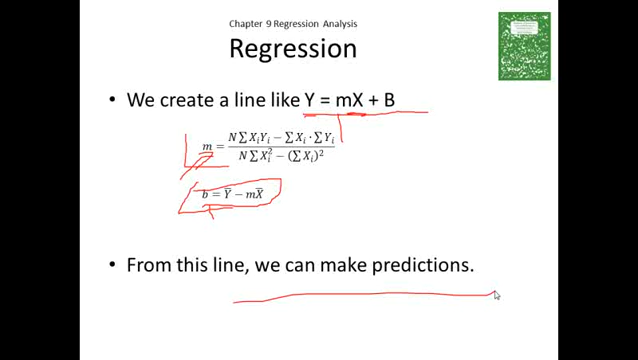 Chapter 9 Regression Analysis
Regression
• We create a line like Y = mX + B
m = N∑XᵢYᵢ − ∑Xᵢ · ∑Yᵢ / N∑Xᵢ² − (∑Xᵢ)²
b = Y̅ − mX̅
• From this line, we can make predictions.